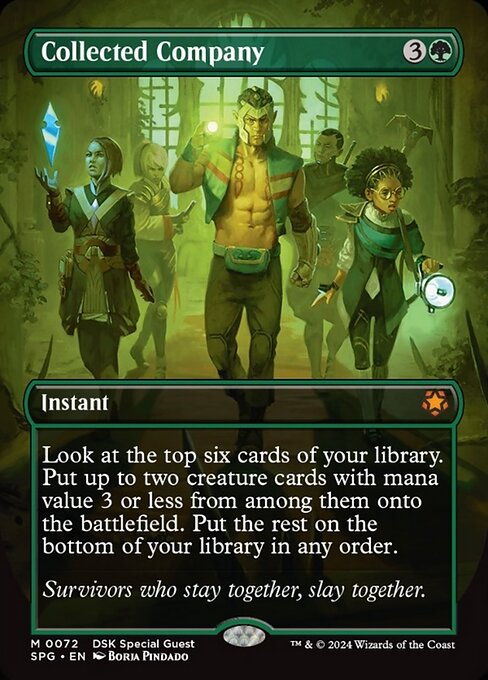 Collected Company 3
Instant
Look at the top six cards of your library.
Put up to two creature cards with mana
value 3 or less from among them onto
the battlefield. Put the rest on the
bottom of your library in any order.
Survivors who stay together, slay together.
M 0072 DSK Special Guest
SPG • EN Borja Pindado
™ & © 2024 Wizards of the Coast